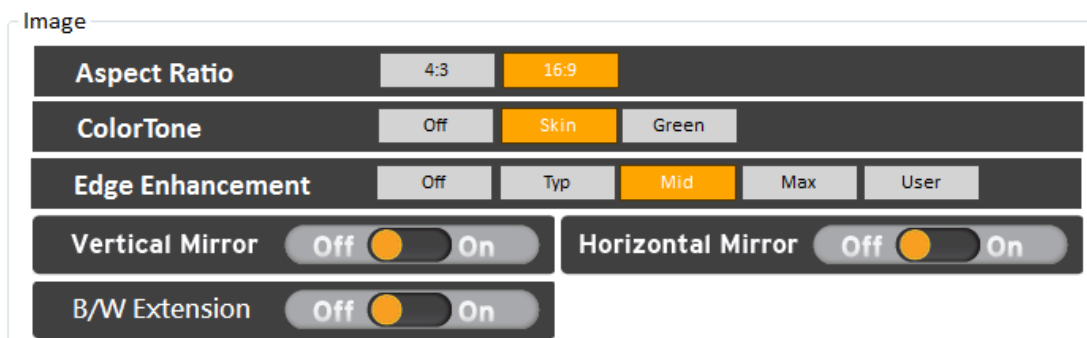 Image
Aspect Ratio 4:3 16:9
ColorTone Off Skin Green
Edge Enhancement Off Typ Mid Max User
Vertical Mirror Off On Horizontal Mirror Off On
B/W Extension Off On